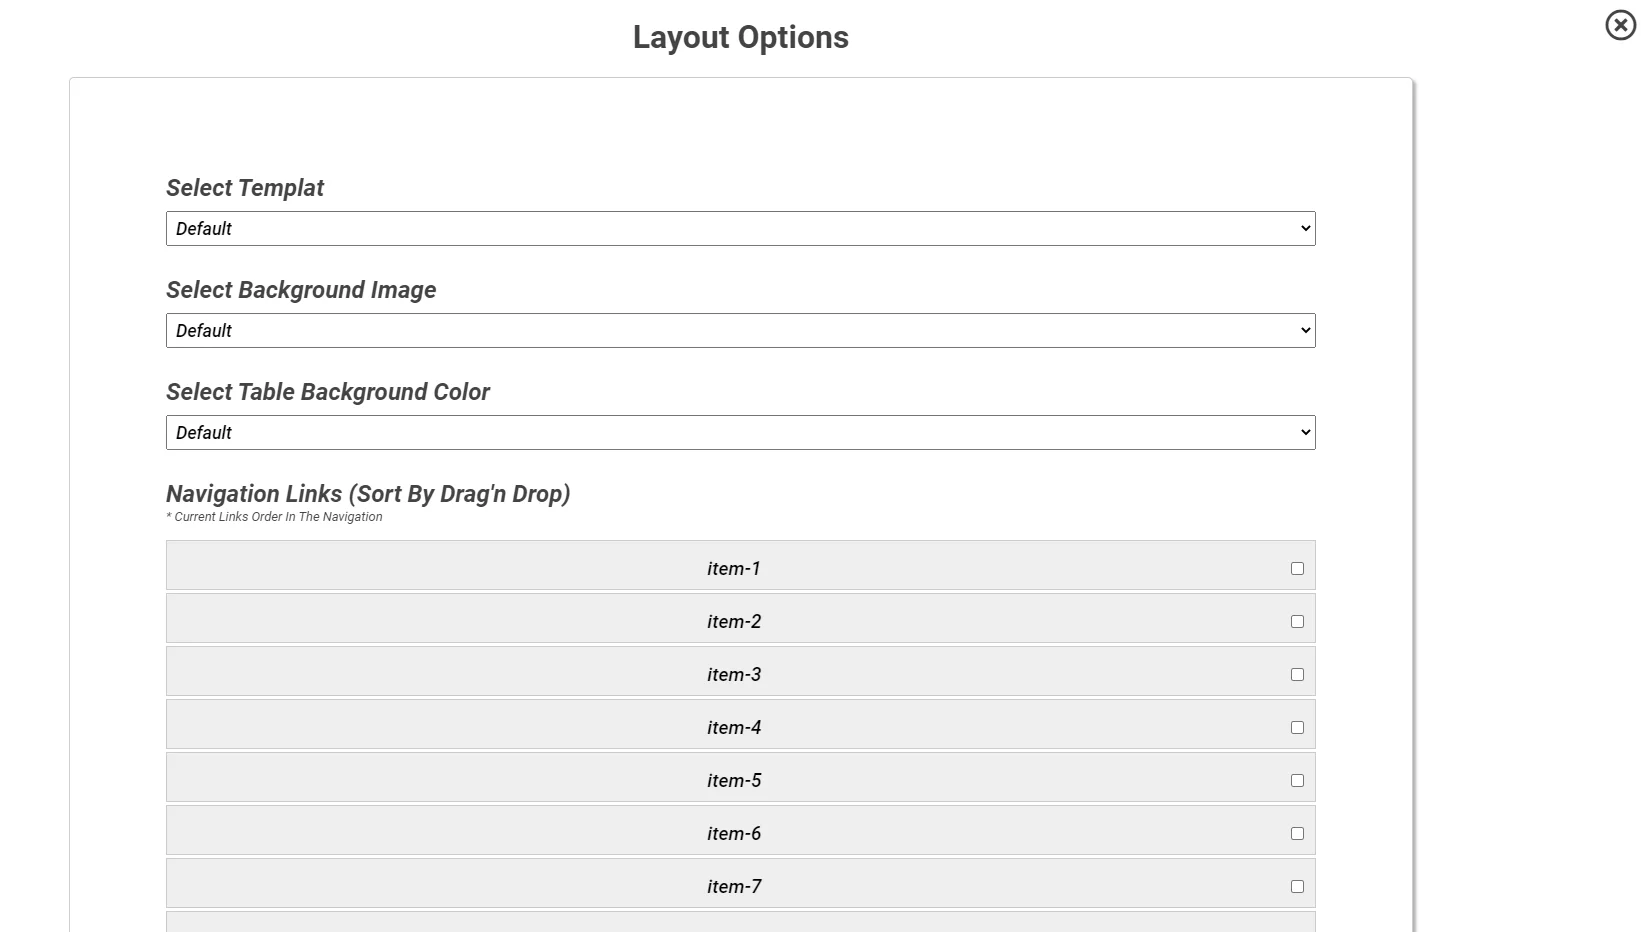 Layout Options
Select Templat
Default
Select Background Image
Default
Select Table Background Color
Default
Navigation Links (Sort By Drag'n Drop)
* Current Links Order In The Navigation
item-1
item-2
item-3
item-4
item-5
item-6
item-7